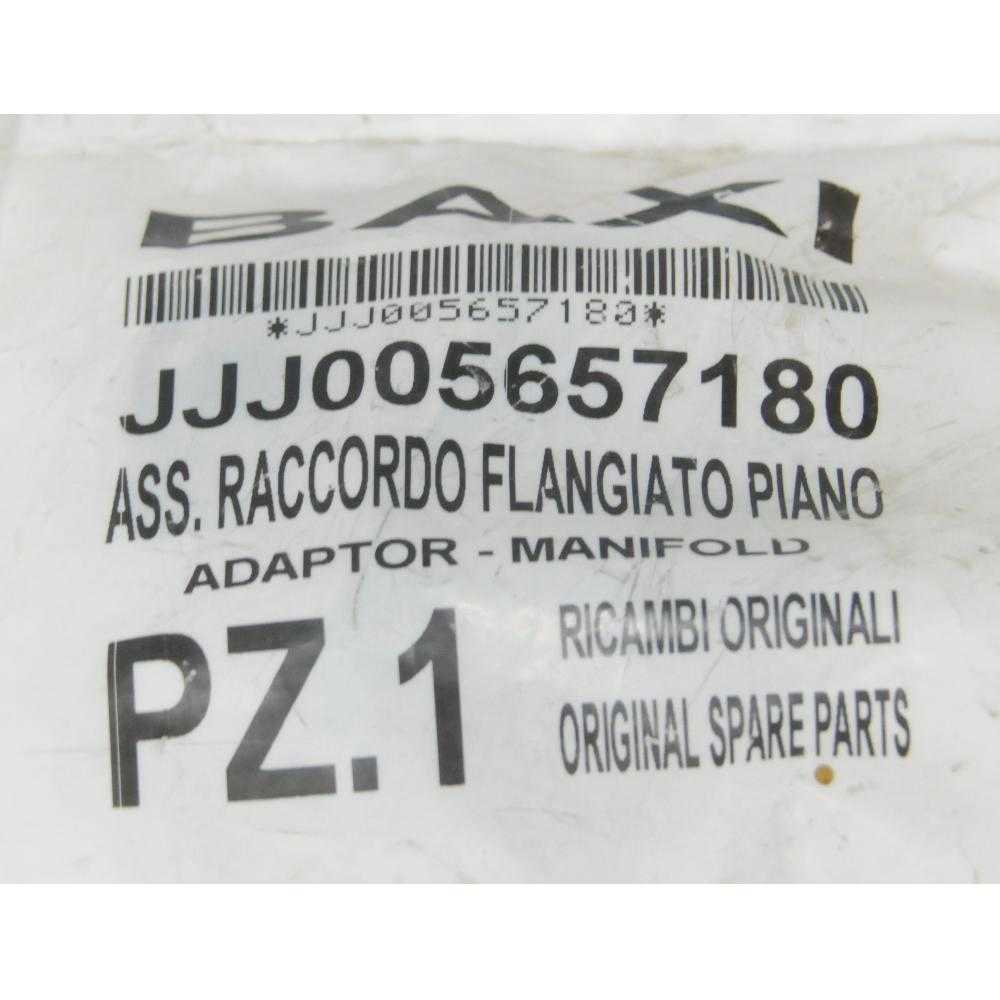 BAXI
*JJJ005657180*
JJJ005657180
ASS. RACCORDO FLANGIATO PIANO
ADAPTOR - MANIFOLD
PZ.1
RICAMBI ORIGINALI
ORIGINAL SPARE PARTS